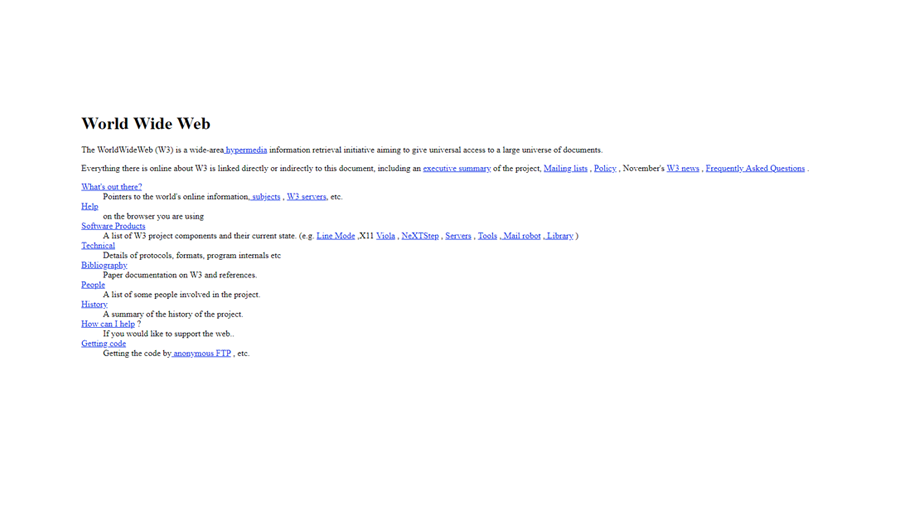 World Wide Web
The WorldWideWeb (W3) is a wide-area hypermedia information retrieval initiative aiming to give universal access to a large universe of documents.
Everything there is online about W3 is linked directly or indirectly to this document, including an executive summary of the project, Mailing lists , Policy , November's W3 news , Frequently Asked Questions .
What's out there?
Pointers to the world's online information, subjects , W3 servers, etc.
Help
on the browser you are using
Software Products
A list of W3 project components and their current state. (e.g. Line Mode ,X11 Viola , NeXTStep , Servers , Tools , Mail robot , Library )
Technical
Details of protocols, formats, program internals etc
Bibliography
Paper documentation on W3 and references.
People
A list of some people involved in the project.
History
A summary of the history of the project.
How can I help ?
If you would like to support the web..
Getting code
Getting the code by anonymous FTP , etc.